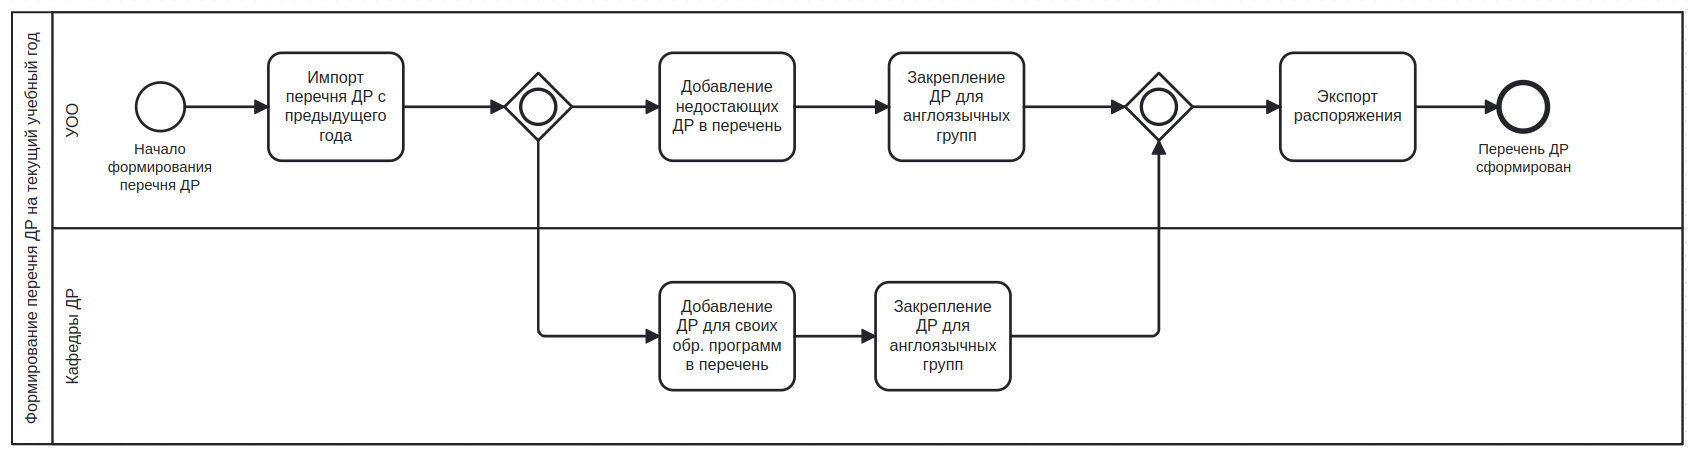 Формирование перечня ДР на текущий учебный год
УОО
Начало
формирования
перечня ДР
Импорт
перечня ДР с
предыдущего
года
Добавление
недостающих
ДР в перечень
Закрепление
ДР для
англоязычных
групп
Экспорт
распоряжения
Перечень ДР
сформирован
Кафедры ДР
Добавление
ДР для своих
обр. программ
в перечень
Закрепление
ДР для
англоязычных
групп